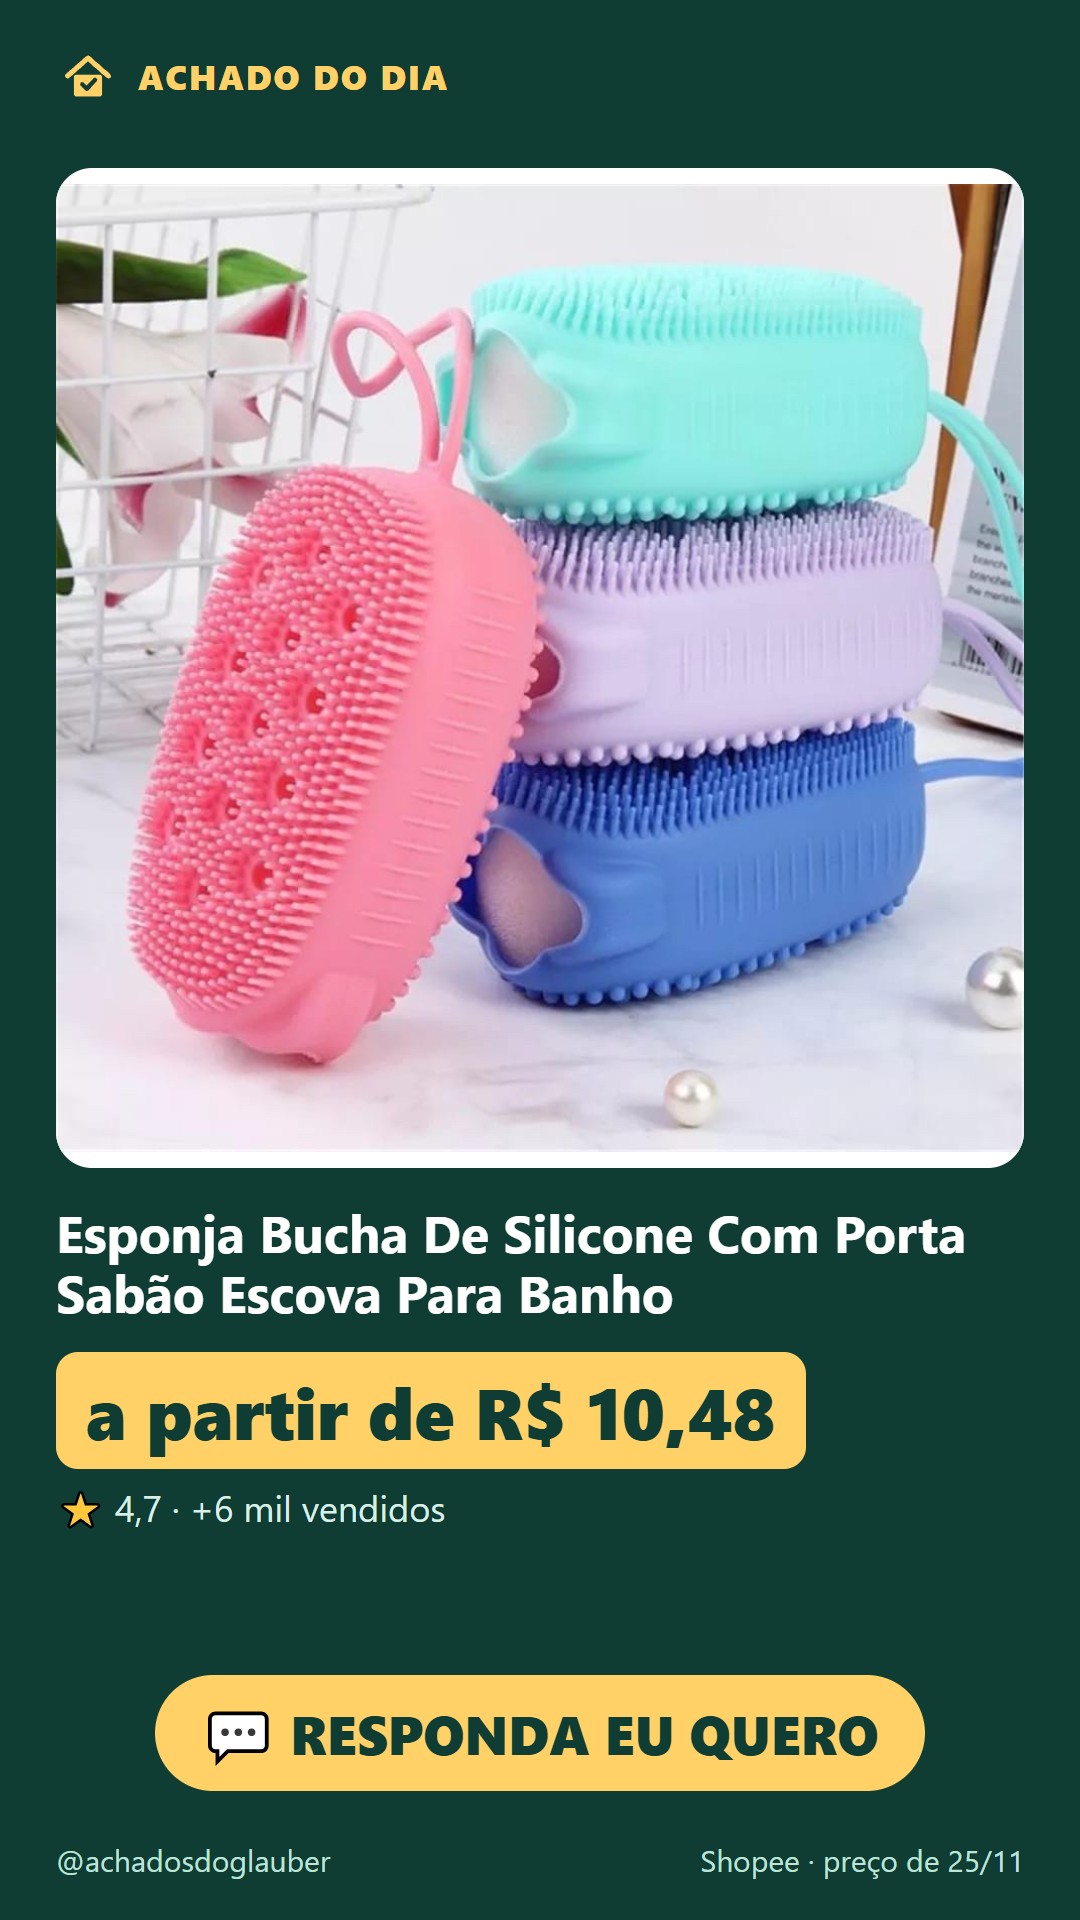 ACHADO DO DIA
Esponja Bucha De Silicone Com Porta
Sabão Escova Para Banho
a partir de R$ 10,48
4,7 · +6 mil vendidos
RESPONDA EU QUERO
@achadosdoglauber
Shopee · preço de 25/11